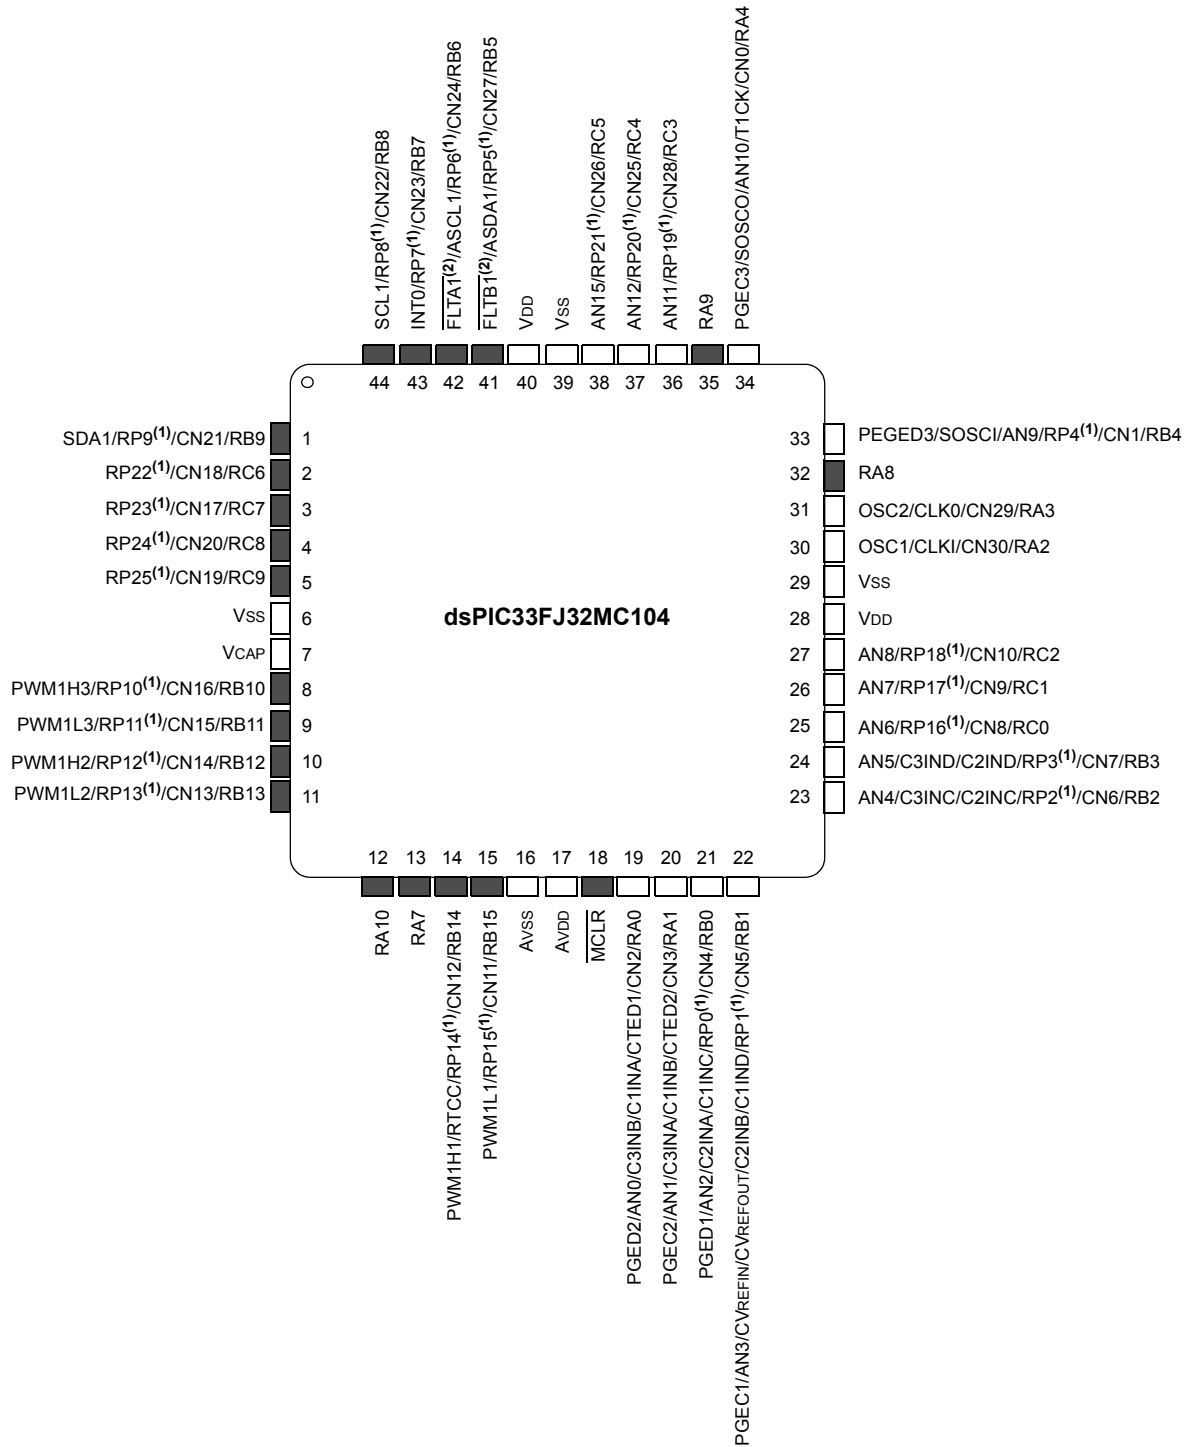 SCL1/RP8(1)/CN22/RB8
INT0/RP7(1)/CN23/RB7
FLTA1(2)/ASCL1/RP6(1)/CN24/RB6
FLTB1(2)/ASDA1/RP5(1)/CN27/RB5
VDD
VSS
AN15/RP21(1)/CN26/RC5
AN12/RP20(1)/CN25/RC4
AN11/RP19(1)/CN28/RC3
RA9
PGEC3/SOSCO/AN10/T1CK/CN0/RA4
44 43 42 41 40 39 38 37 36 35 34
SDA1/RP9(1)/CN21/RB9 1
RP22(1)/CN18/RC6 2
RP23(1)/CN17/RC7 3
RP24(1)/CN20/RC8 4
RP25(1)/CN19/RC9 5
VSS 6
VCAP 7
PWM1H3/RP10(1)/CN16/RB10 8
PWM1L3/RP11(1)/CN15/RB11 9
PWM1H2/RP12(1)/CN14/RB12 10
PWM1L2/RP13(1)/CN13/RB13 11
dsPIC33FJ32MC104
33 PEGED3/SOSCI/AN9/RP4(1)/CN1/RB4
32 RA8
31 OSC2/CLK0/CN29/RA3
30 OSC1/CLKI/CN30/RA2
29 VSS
28 VDD
27 AN8/RP18(1)/CN10/RC2
26 AN7/RP17(1)/CN9/RC1
25 AN6/RP16(1)/CN8/RC0
24 AN5/C3IND/C2IND/RP3(1)/CN7/RB3
23 AN4/C3INC/C2INC/RP2(1)/CN6/RB2
12 13 14 15 16 17 18 19 20 21 22
RA10
RA7
PWM1H1/RTCC/RP14(1)/CN12/RB14
PWM1L1/RP15(1)/CN11/RB15
AVSS
AVDD
MCLR
PGED2/AN0/C3INB/C1INA/CTED1/CN2/RA0
PGEC2/AN1/C3INA/C1INB/CTED2/CN3/RA1
PGED1/AN2/C2INA/C1INC/RP0(1)/CN4/RB0
PGEC1/AN3/CVREFIN/CVREFOUT/C2INB/C1IND/RP1(1)/CN5/RB1